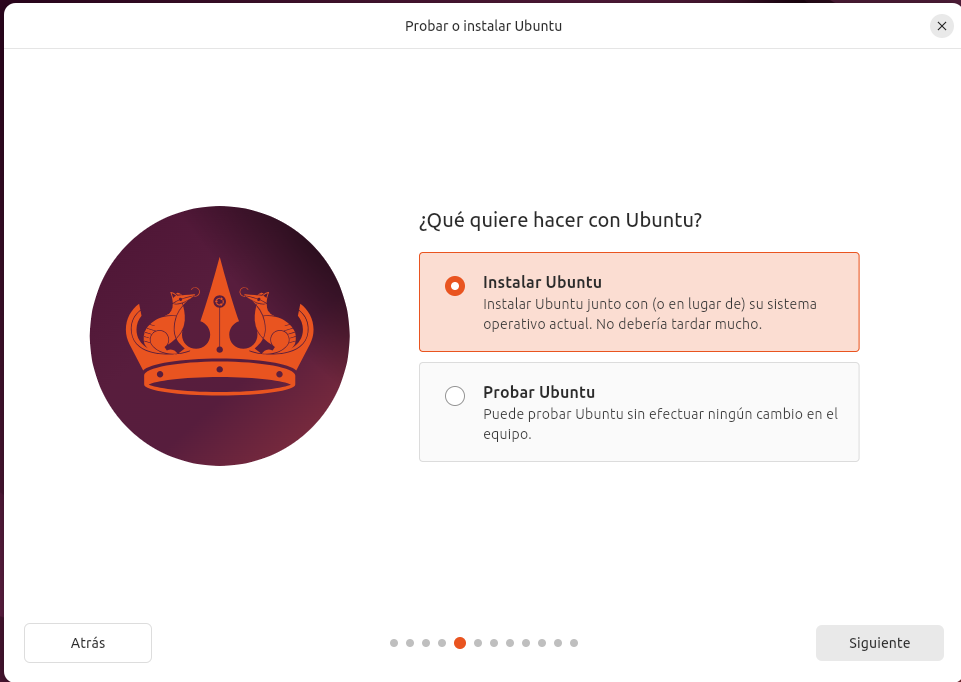 Probar o instalar Ubuntu
¿Qué quiere hacer con Ubuntu?
Instalar Ubuntu
Instalar Ubuntu junto con (o en lugar de) su sistema
operativo actual. No debería tardar mucho.
Probar Ubuntu
Puede probar Ubuntu sin efectuar ningún cambio en el
equipo.
Atrás
Siguiente